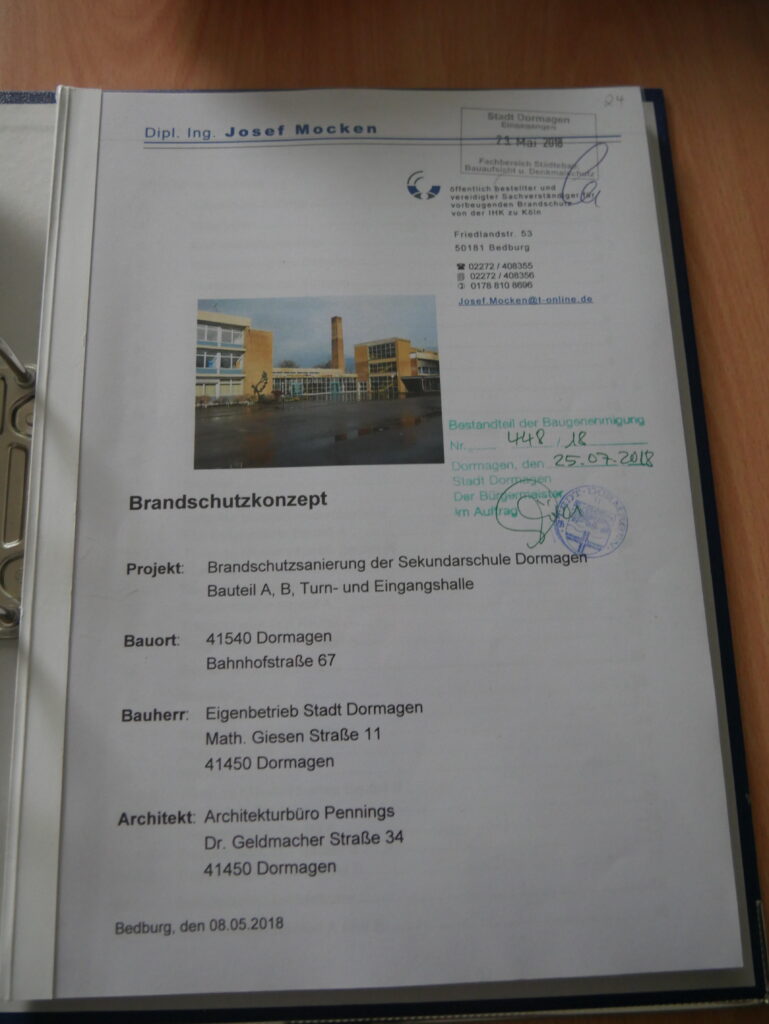 24
Dipl. Ing. Josef Mocken
Stadt Dormagen
Eingegangen
23. Mai 2018
Fachbereich Städtebau,
Bauaufsicht u. Denkmalschutz
öffentlich bestellter und
vereidigter Sachverständiger für
vorbeugenden Brandschutz
von der IHK zu Köln
Friedlandstr. 53
50181 Bedburg
02272 / 408355
02272 / 408356
0178 810 8696
Josef.Mocken@t-online.de
Bestandteil der Baugenehmigung
Nr. 448 / 18
Dormagen, den 25.07.2018
Stadt Dormagen
Der Bürgermeister
Im Auftrag
Brandschutzkonzept
Projekt: Brandschutzsanierung der Sekundarschule Dormagen
Bauteil A, B, Turn- und Eingangshalle
Bauort: 41540 Dormagen
Bahnhofstraße 67
Bauherr: Eigenbetrieb Stadt Dormagen
Math. Giesen Straße 11
41450 Dormagen
Architekt: Architekturbüro Pennings
Dr. Geldmacher Straße 34
41450 Dormagen
Bedburg, den 08.05.2018